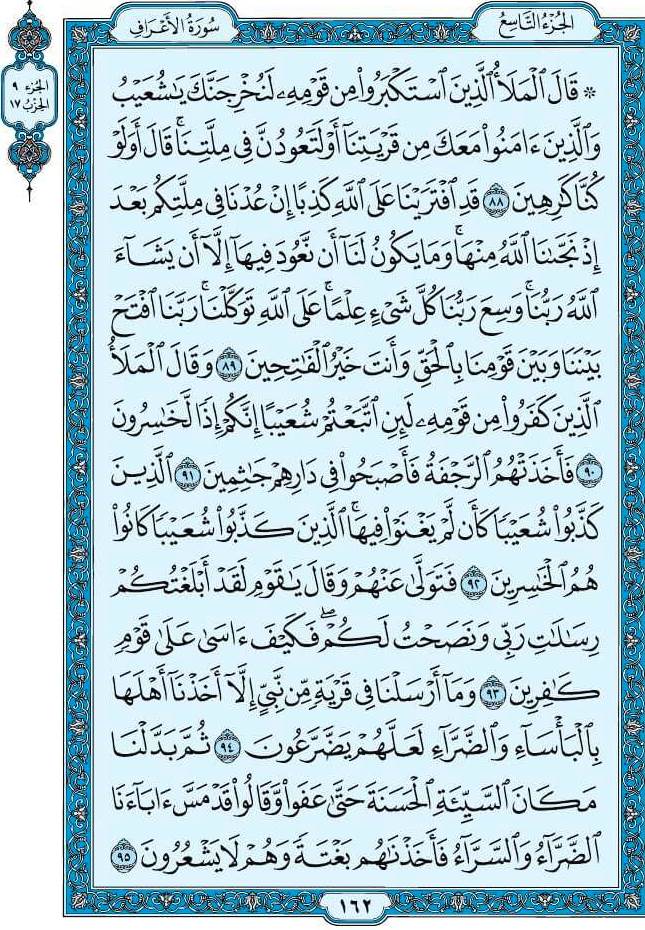 الجُزْءُ التَّاسِعُ
سُورَةُ الأَعْرَافِ
الجزء ٩
الحزب ١٧
۞ قَالَ ٱلْمَلَأُ ٱلَّذِينَ ٱسْتَكْبَرُوا۟ مِن قَوْمِهِۦ لَنُخْرِجَنَّكَ يَـٰشُعَيْبُ
وَٱلَّذِينَ ءَامَنُوا۟ مَعَكَ مِن قَرْيَتِنَآ أَوْ لَتَعُودُنَّ فِى مِلَّتِنَا ۚ قَالَ أَوَلَوْ
كُنَّا كَـٰرِهِينَ ٨٨ قَدِ ٱفْتَرَيْنَا عَلَى ٱللَّهِ كَذِبًا إِنْ عُدْنَا فِى مِلَّتِكُم بَعْدَ
إِذْ نَجَّىٰنَا ٱللَّهُ مِنْهَا ۚ وَمَا يَكُونُ لَنَآ أَن نَّعُودَ فِيهَآ إِلَّآ أَن يَشَآءَ
ٱللَّهُ رَبُّنَا ۚ وَسِعَ رَبُّنَا كُلَّ شَىْءٍ عِلْمًا ۚ عَلَى ٱللَّهِ تَوَكَّلْنَا ۚ رَبَّنَا ٱفْتَحْ
بَيْنَنَا وَبَيْنَ قَوْمِنَا بِٱلْحَقِّ وَأَنتَ خَيْرُ ٱلْفَـٰتِحِينَ ٨٩ وَقَالَ ٱلْمَلَأُ
ٱلَّذِينَ كَفَرُوا۟ مِن قَوْمِهِۦ لَئِنِ ٱتَّبَعْتُمْ شُعَيْبًا إِنَّكُمْ إِذًا لَّخَـٰسِرُونَ
٩٠ فَأَخَذَتْهُمُ ٱلرَّجْفَةُ فَأَصْبَحُوا۟ فِى دَارِهِمْ جَـٰثِمِينَ ٩١ ٱلَّذِينَ
كَذَّبُوا۟ شُعَيْبًا كَأَن لَّمْ يَغْنَوْا۟ فِيهَا ۚ ٱلَّذِينَ كَذَّبُوا۟ شُعَيْبًا كَانُوا۟
هُمُ ٱلْخَـٰسِرِينَ ٩٢ فَتَوَلَّىٰ عَنْهُمْ وَقَالَ يَـٰقَوْمِ لَقَدْ أَبْلَغْتُكُمْ
رِسَـٰلَـٰتِ رَبِّى وَنَصَحْتُ لَكُمْ ۖ فَكَيْفَ ءَاسَىٰ عَلَىٰ قَوْمٍ
كَـٰفِرِينَ ٩٣ وَمَآ أَرْسَلْنَا فِى قَرْيَةٍ مِّن نَّبِىٍّ إِلَّآ أَخَذْنَآ أَهْلَهَا
بِٱلْبَأْسَآءِ وَٱلضَّرَّآءِ لَعَلَّهُمْ يَضَّرَّعُونَ ٩٤ ثُمَّ بَدَّلْنَا
مَكَانَ ٱلسَّيِّئَةِ ٱلْحَسَنَةَ حَتَّىٰ عَفَوا۟ وَّقَالُوا۟ قَدْ مَسَّ ءَابَآءَنَا
ٱلضَّرَّآءُ وَٱلسَّرَّآءُ فَأَخَذْنَـٰهُم بَغْتَةً وَهُمْ لَا يَشْعُرُونَ ٩٥
١٦٢